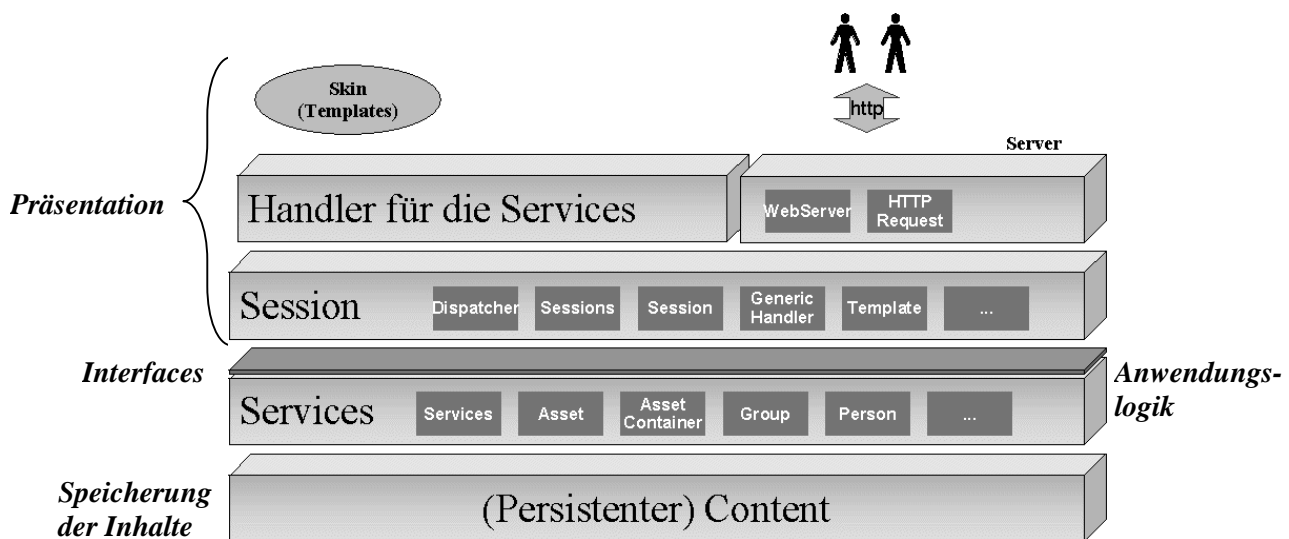 Skin
(Templates)
http
Server
Präsentation
Handler für die Services
WebServer
HTTP
Request
Session
Dispatcher
Sessions
Session
Generic
Handler
Template
...
Interfaces
Anwendungs-
logik
Services
Services
Asset
Asset
Container
Group
Person
...
Speicherung
der Inhalte
(Persistenter) Content